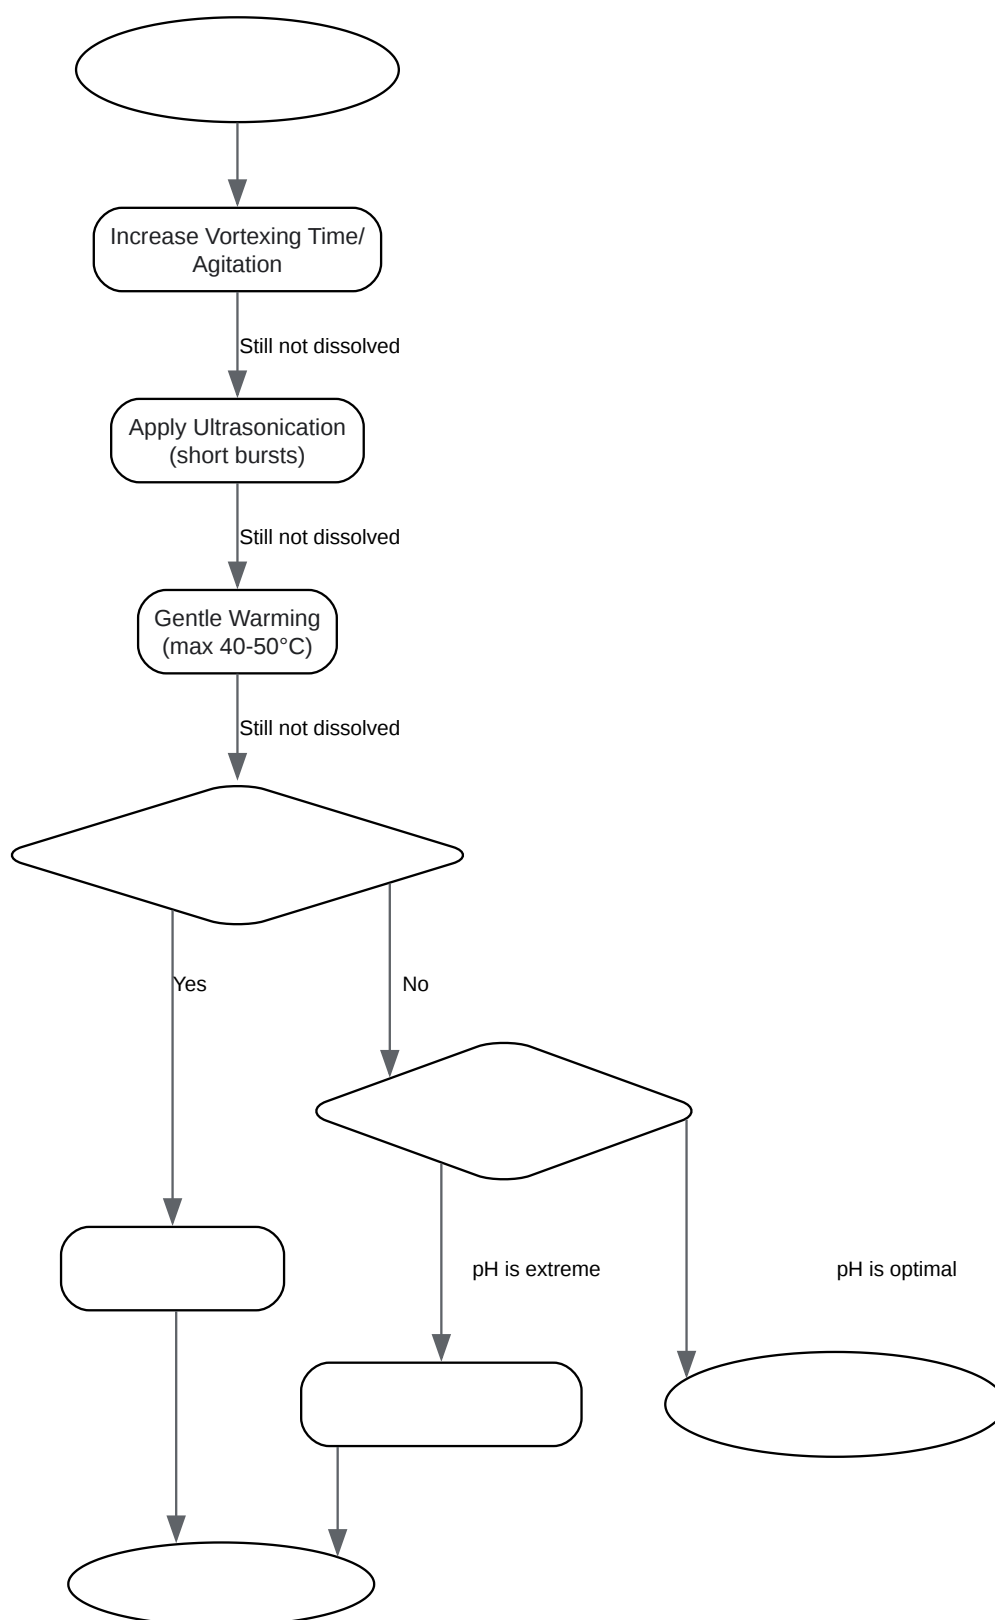 Increase Vortexing Time/
Agitation
Still not dissolved
Apply Ultrasonication
(short bursts)
Still not dissolved
Gentle Warming
(max 40-50°C)
Still not dissolved
Yes
No
pH is extreme
pH is optimal